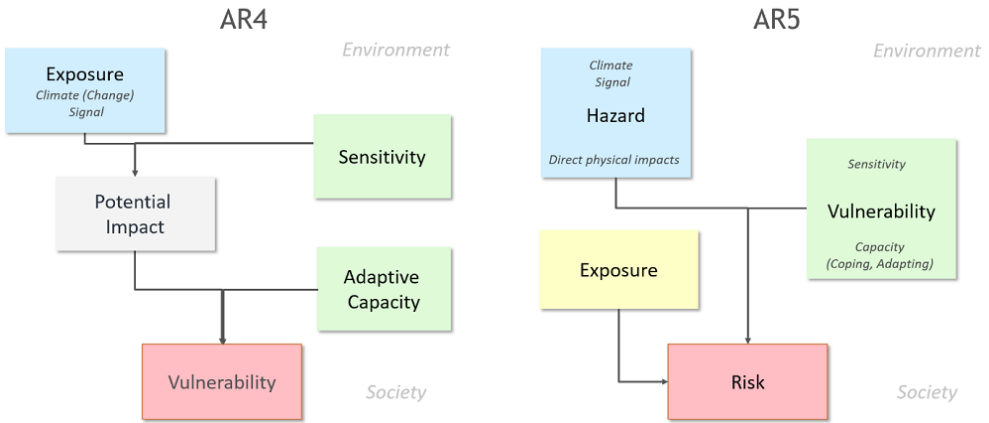 AR4
Environment
Exposure
Climate (Change)
Signal
Sensitivity
Potential
Impact
Adaptive
Capacity
Vulnerability
Society
AR5
Environment
Climate
Signal
Hazard
Direct physical impacts
Sensitivity
Vulnerability
Capacity
(Coping, Adapting)
Exposure
Risk
Society